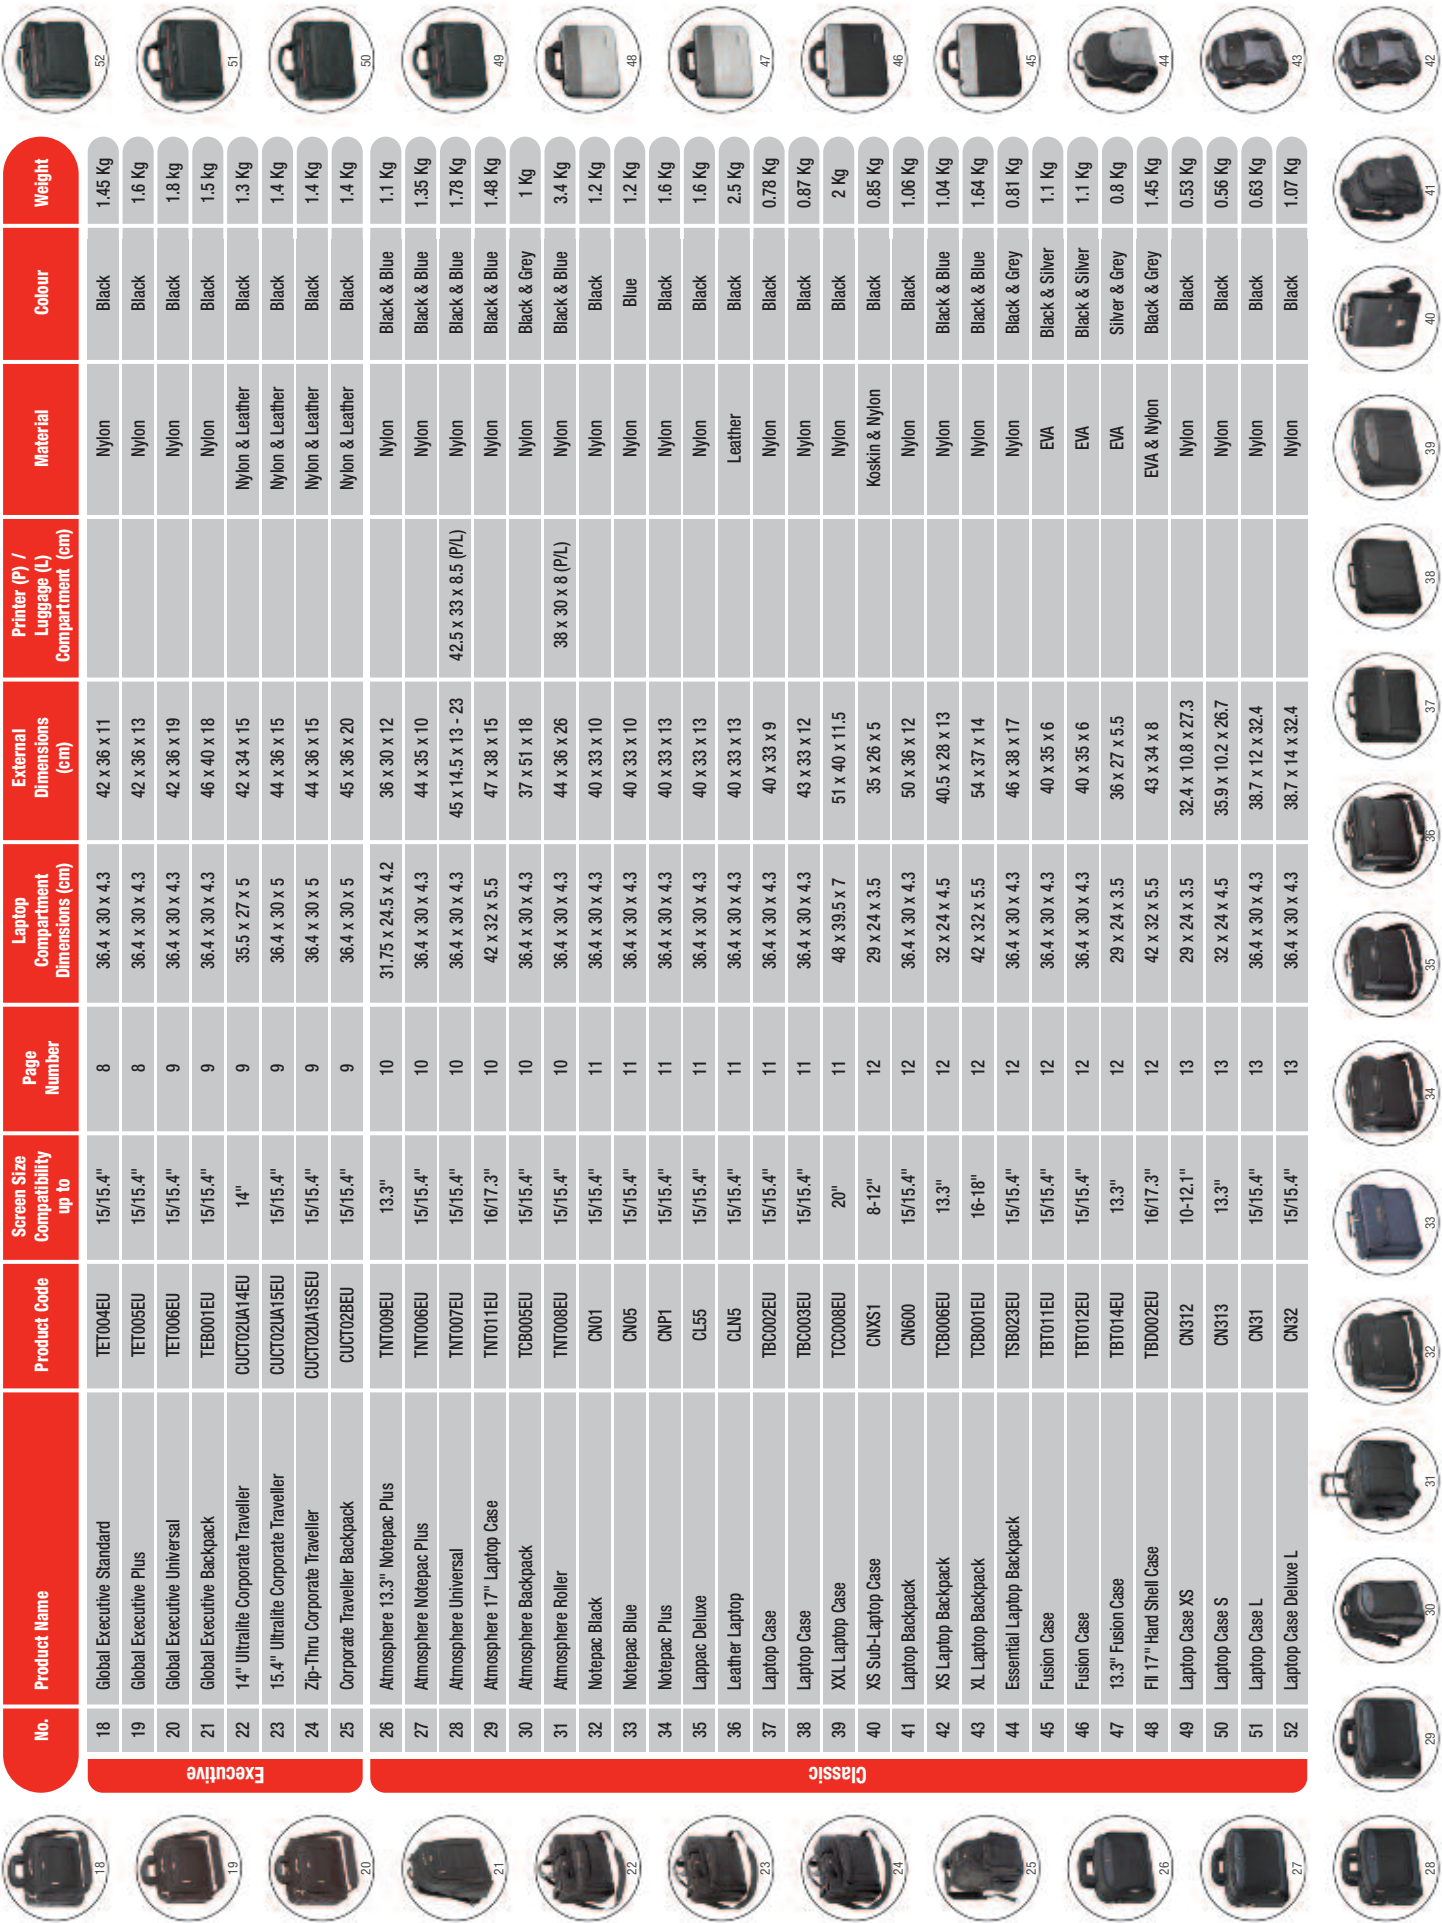 No. Product Name Product Code Screen Size Compatibility up to Page Number Laptop Compartment Dimensions (cm) External Dimensions (cm) Printer (P) / Luggage (L) Compartment (cm) Material Colour Weight
Executive
18 Global Executive Standard TET004EU 15/15.4" 8 36.4 x 30 x 4.3 42 x 36 x 11 Nylon Black 1.45 Kg
19 Global Executive Plus TET005EU 15/15.4" 8 36.4 x 30 x 4.3 42 x 36 x 13 Nylon Black 1.6 Kg
20 Global Executive Universal TET006EU 15/15.4" 9 36.4 x 30 x 4.3 42 x 36 x 19 Nylon Black 1.8 Kg
21 Global Executive Backpack TEB001EU 15/15.4" 9 36.4 x 30 x 4.3 46 x 40 x 18 Nylon Black 1.5 kg
22 14" Ultralite Corporate Traveller CUCT02UA14EU 14" 9 35.5 x 27 x 5 42 x 34 x 15 Nylon & Leather Black 1.3 Kg
23 15.4" Ultralite Corporate Traveller CUCT02UA15EU 15/15.4" 9 36.4 x 30 x 5 44 x 36 x 15 Nylon & Leather Black 1.4 Kg
24 Zip-Thru Corporate Traveller CUCT02UA15SEU 15/15.4" 9 36.4 x 30 x 5 44 x 36 x 15 Nylon & Leather Black 1.4 Kg
25 Corporate Traveller Backpack CUCT02BEU 15/15.4" 9 36.4 x 30 x 5 45 x 36 x 20 Nylon & Leather Black 1.4 Kg
Classic
26 Atmosphere 13.3" Notepac Plus TNT009EU 13.3" 10 31.75 x 24.5 x 4.2 36 x 30 x 12 Nylon Black & Blue 1.1 Kg
27 Atmosphere Notepac Plus TNT006EU 15/15.4" 10 36.4 x 30 x 4.3 44 x 35 x 10 Nylon Black & Blue 1.35 Kg
28 Atmosphere Universal TNT007EU 15/15.4" 10 36.4 x 30 x 4.3 45 x 14.5 x 13 - 23 42.5 x 33 x 8.5 (P/L) Nylon Black & Blue 1.78 Kg
29 Atmosphere 17" Laptop Case TNT011EU 16/17.3" 10 42 x 32 x 5.5 47 x 38 x 15 Nylon Black & Blue 1.48 Kg
30 Atmosphere Backpack TCB005EU 15/15.4" 10 36.4 x 30 x 4.3 37 x 51 x 18 Nylon Black & Grey 1 Kg
31 Atmosphere Roller TNT008EU 15/15.4" 10 36.4 x 30 x 4.3 44 x 36 x 26 38 x 30 x 8 (P/L) Nylon Black & Blue 3.4 Kg
32 Notepac Black CN01 15/15.4" 11 36.4 x 30 x 4.3 40 x 33 x 10 Nylon Black 1.2 Kg
33 Notepac Blue CN05 15/15.4" 11 36.4 x 30 x 4.3 40 x 33 x 10 Nylon Blue 1.2 Kg
34 Notepac Plus CNP1 15/15.4" 11 36.4 x 30 x 4.3 40 x 33 x 13 Nylon Black 1.6 Kg
35 Lappac Deluxe CL55 15/15.4" 11 36.4 x 30 x 4.3 40 x 33 x 13 Nylon Black 1.6 Kg
36 Leather Laptop CLN5 15/15.4" 11 36.4 x 30 x 4.3 40 x 33 x 13 Leather Black 2.5 Kg
37 Laptop Case TBC002EU 15/15.4" 11 36.4 x 30 x 4.3 40 x 33 x 9 Nylon Black 0.78 Kg
38 Laptop Case TBC003EU 15/15.4" 11 36.4 x 30 x 4.3 43 x 33 x 12 Nylon Black 0.87 Kg
39 XXL Laptop Case TCC008EU 20" 11 48 x 39.5 x 7 51 x 40 x 11.5 Nylon Black 2 Kg
40 XS Sub-Laptop Case CNXS1 8-12" 12 29 x 24 x 3.5 35 x 26 x 5 Koskin & Nylon Black 0.85 Kg
41 Laptop Backpack CN600 15/15.4" 12 36.4 x 30 x 4.3 50 x 36 x 12 Nylon Black 1.06 Kg
42 XS Laptop Backpack TCB006EU 13.3" 12 32 x 24 x 4.5 40.5 x 28 x 13 Nylon Black & Blue 1.04 Kg
43 XL Laptop Backpack TCB001EU 16-18" 12 42 x 32 x 5.5 54 x 37 x 14 Nylon Black & Blue 1.64 Kg
44 Essential Laptop Backpack TSB023EU 15/15.4" 12 36.4 x 30 x 4.3 46 x 38 x 17 Nylon Black & Grey 0.81 Kg
45 Fusion Case TBT011EU 15/15.4" 12 36.4 x 30 x 4.3 40 x 35 x 6 EVA Black & Silver 1.1 Kg
46 Fusion Case TBT012EU 15/15.4" 12 36.4 x 30 x 4.3 40 x 35 x 6 EVA Black & Silver 1.1 Kg
47 13.3" Fusion Case TBT014EU 13.3" 12 29 x 24 x 3.5 36 x 27 x 5.5 EVA Silver & Grey 0.8 Kg
48 FII 17" Hard Shell Case TBD002EU 16/17.3" 12 42 x 32 x 5.5 43 x 34 x 8 EVA & Nylon Black & Grey 1.45 Kg
49 Laptop Case XS CN312 10-12.1" 13 29 x 24 x 3.5 32.4 x 10.8 x 27.3 Nylon Black 0.53 Kg
50 Laptop Case S CN313 13.3" 13 32 x 24 x 4.5 35.9 x 10.2 x 26.7 Nylon Black 0.56 Kg
51 Laptop Case L CN31 15/15.4" 13 36.4 x 30 x 4.3 38.7 x 12 x 32.4 Nylon Black 0.63 Kg
52 Laptop Case Deluxe L CN32 15/15.4" 13 36.4 x 30 x 4.3 38.7 x 14 x 32.4 Nylon Black 1.07 Kg
18
19
20
21
22
23
24
25
26
27
28
29
30
31
32
33
34
35
36
37
38
39
40
41
42
43
44
45
46
47
48
49
50
51
52